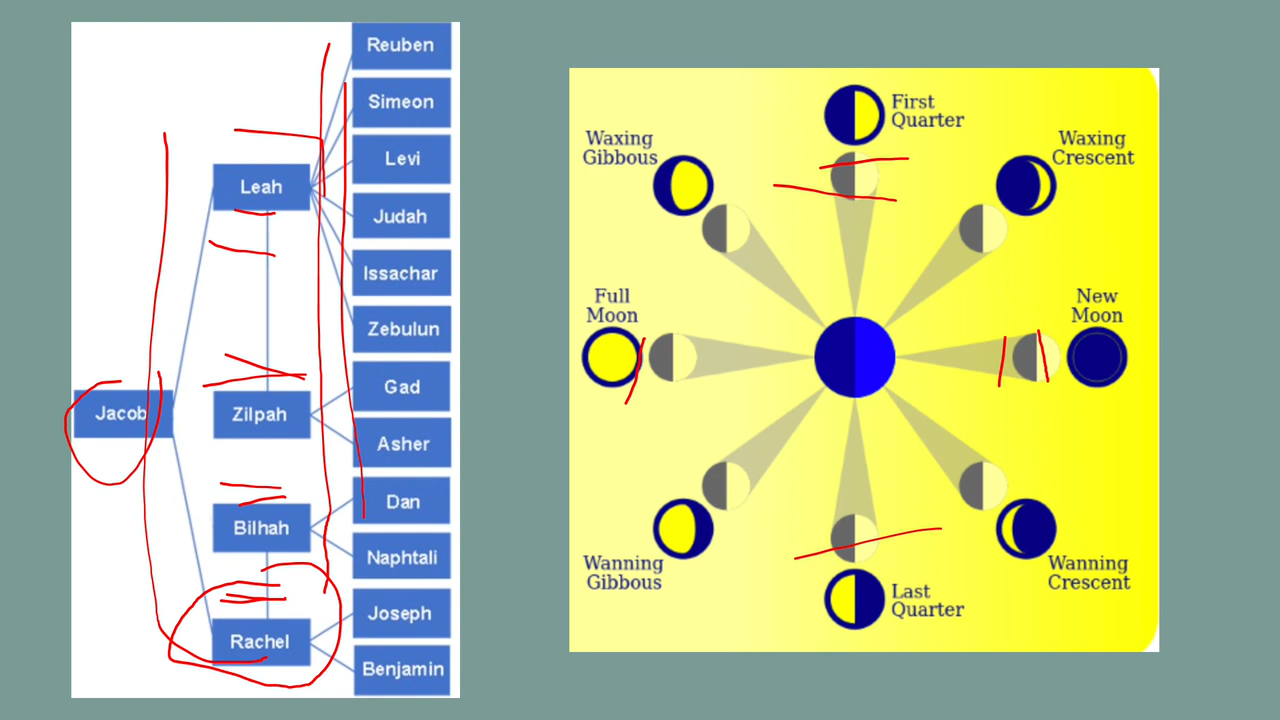 Reuben
Simeon
Levi
Judah
Issachar
Zebulun
Gad
Asher
Dan
Naphtali
Joseph
Benjamin
Leah
Zilpah
Bilhah
Rachel
Jacob
First
Quarter
Waxing
Gibbous
Waxing
Crescent
Full
Moon
New
Moon
Wanning
Gibbous
Last
Quarter
Wanning
Crescent